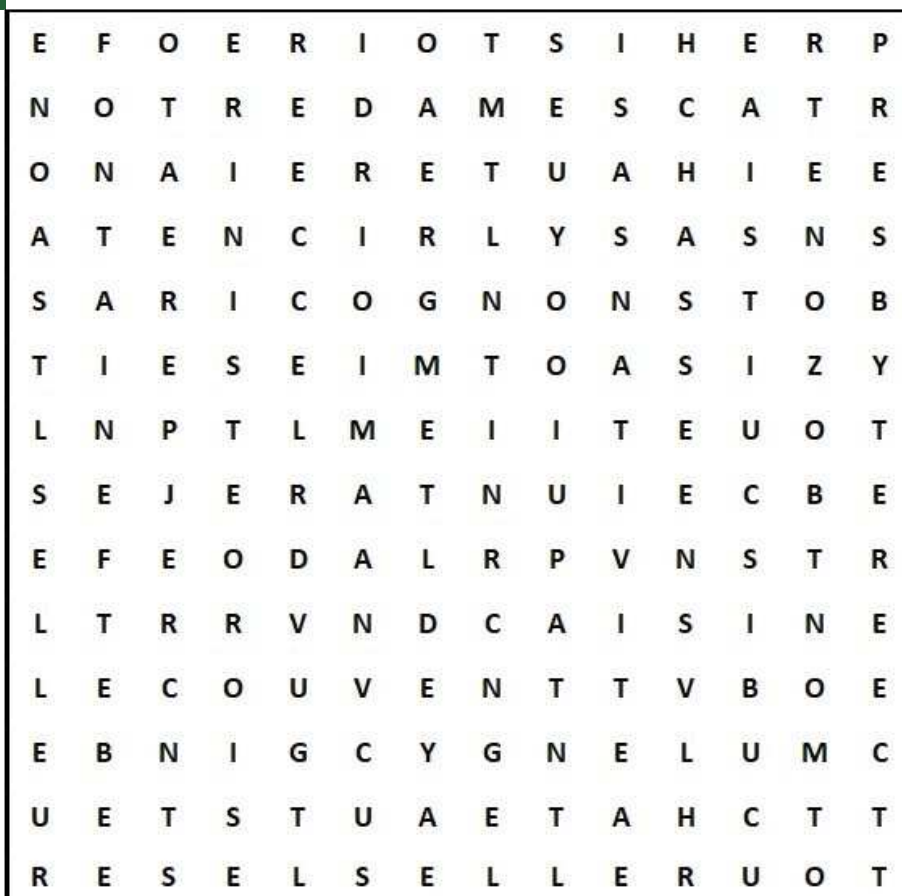 E F O E R I O T S I H E R P
N O T R E D A M E S C A T R
O N A I E R E T U A H I E E
A T E N C I R L Y S A S N S
S A R I C O G N O N S T O B
T I E S E I M T O A S I Z Y
L N P T L M E I I T E U O T
S E J E R A T N U I E C B E
E F E O D A L R P V N S T R
L T R R V N D C A I S I N E
L E C O U V E N T T V B O E
E B N I G C Y G N E L U M C
U E T S T U A E T A H C T T
R E S E L S E L L E R U O T